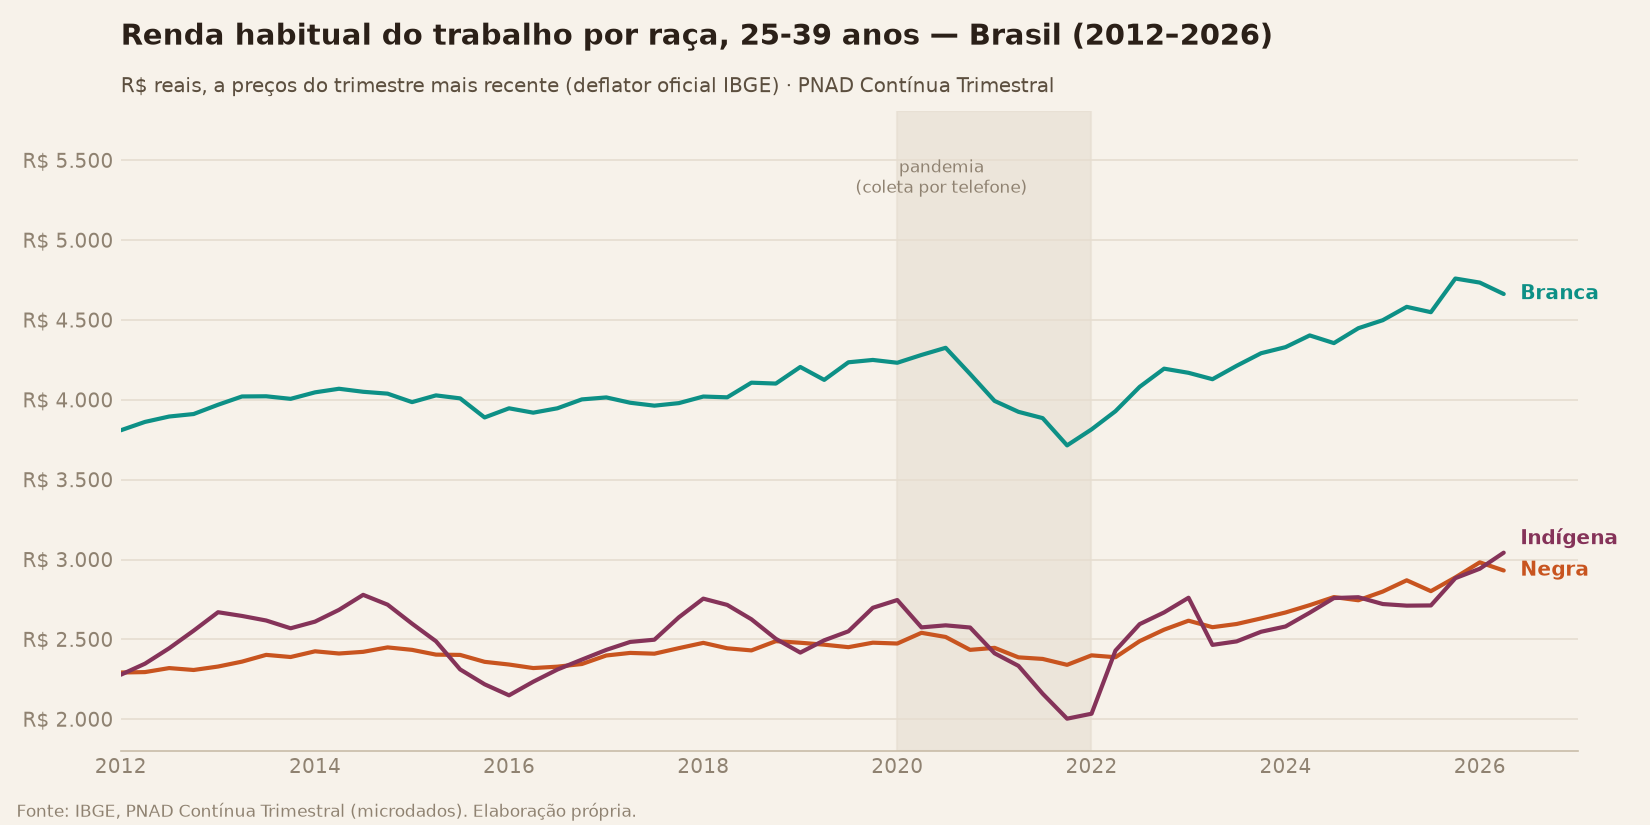 Renda habitual do trabalho por raça, 25-39 anos — Brasil (2012–2026)
R$ reais, a preços do trimestre mais recente (deflator oficial IBGE) · PNAD Contínua Trimestral
pandemia
(coleta por telefone)
R$ 5.500
R$ 5.000
R$ 4.500
R$ 4.000
R$ 3.500
R$ 3.000
R$ 2.500
R$ 2.000
Branca
Indígena
Negra
2012 2014 2016 2018 2020 2022 2024 2026
Fonte: IBGE, PNAD Contínua Trimestral (microdados). Elaboração própria.